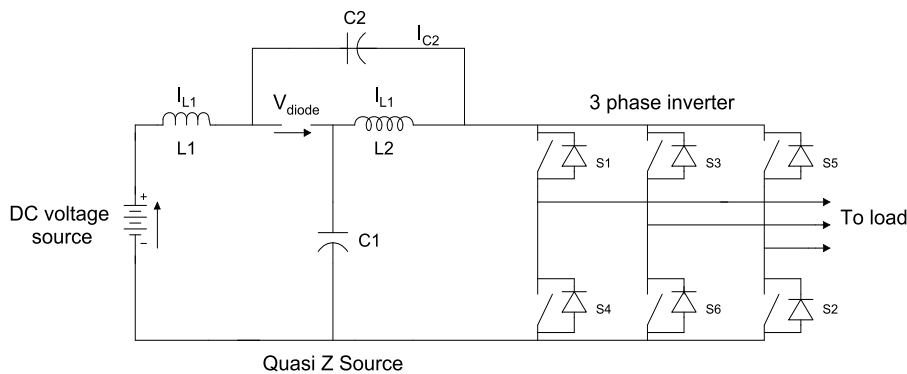 C2
I_C2
I_L1
V_diode
I_L1
3 phase inverter
L1
L2
S1
S3
S5
+
DC voltage
source
-
C1
To load
S4
S6
S2
Quasi Z Source